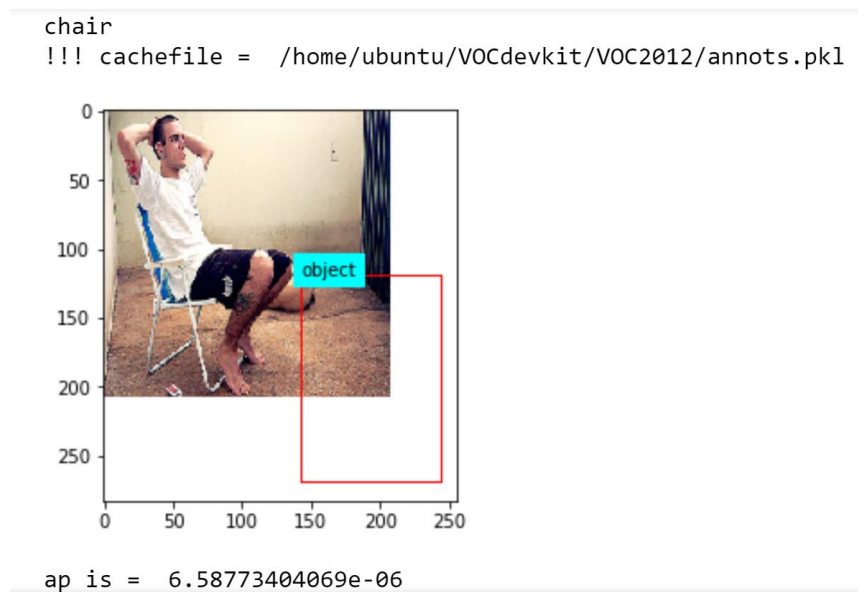 chair
!!! cachefile =  /home/ubuntu/VOCdevkit/VOC2012/annots.pkl
0
50
100
object
150
200
250
0 50 100 150 200 250
ap is =  6.58773404069e-06